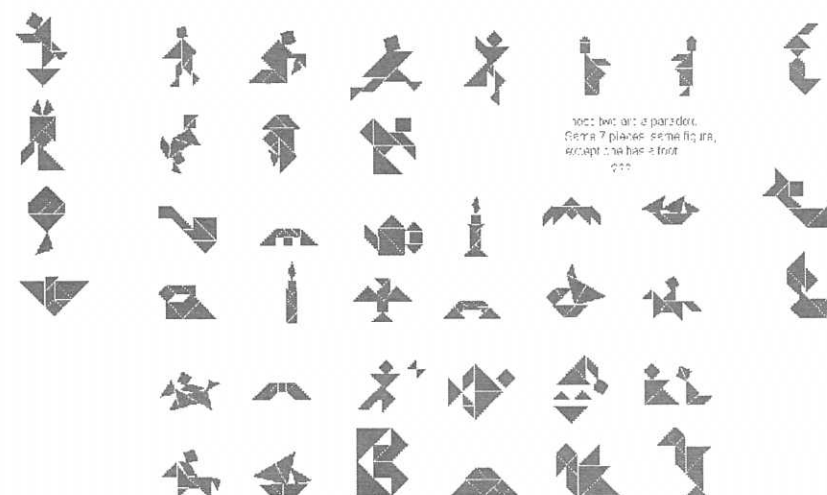 two are a paradox.
Same 7 pieces, same figure,
except one has a foot